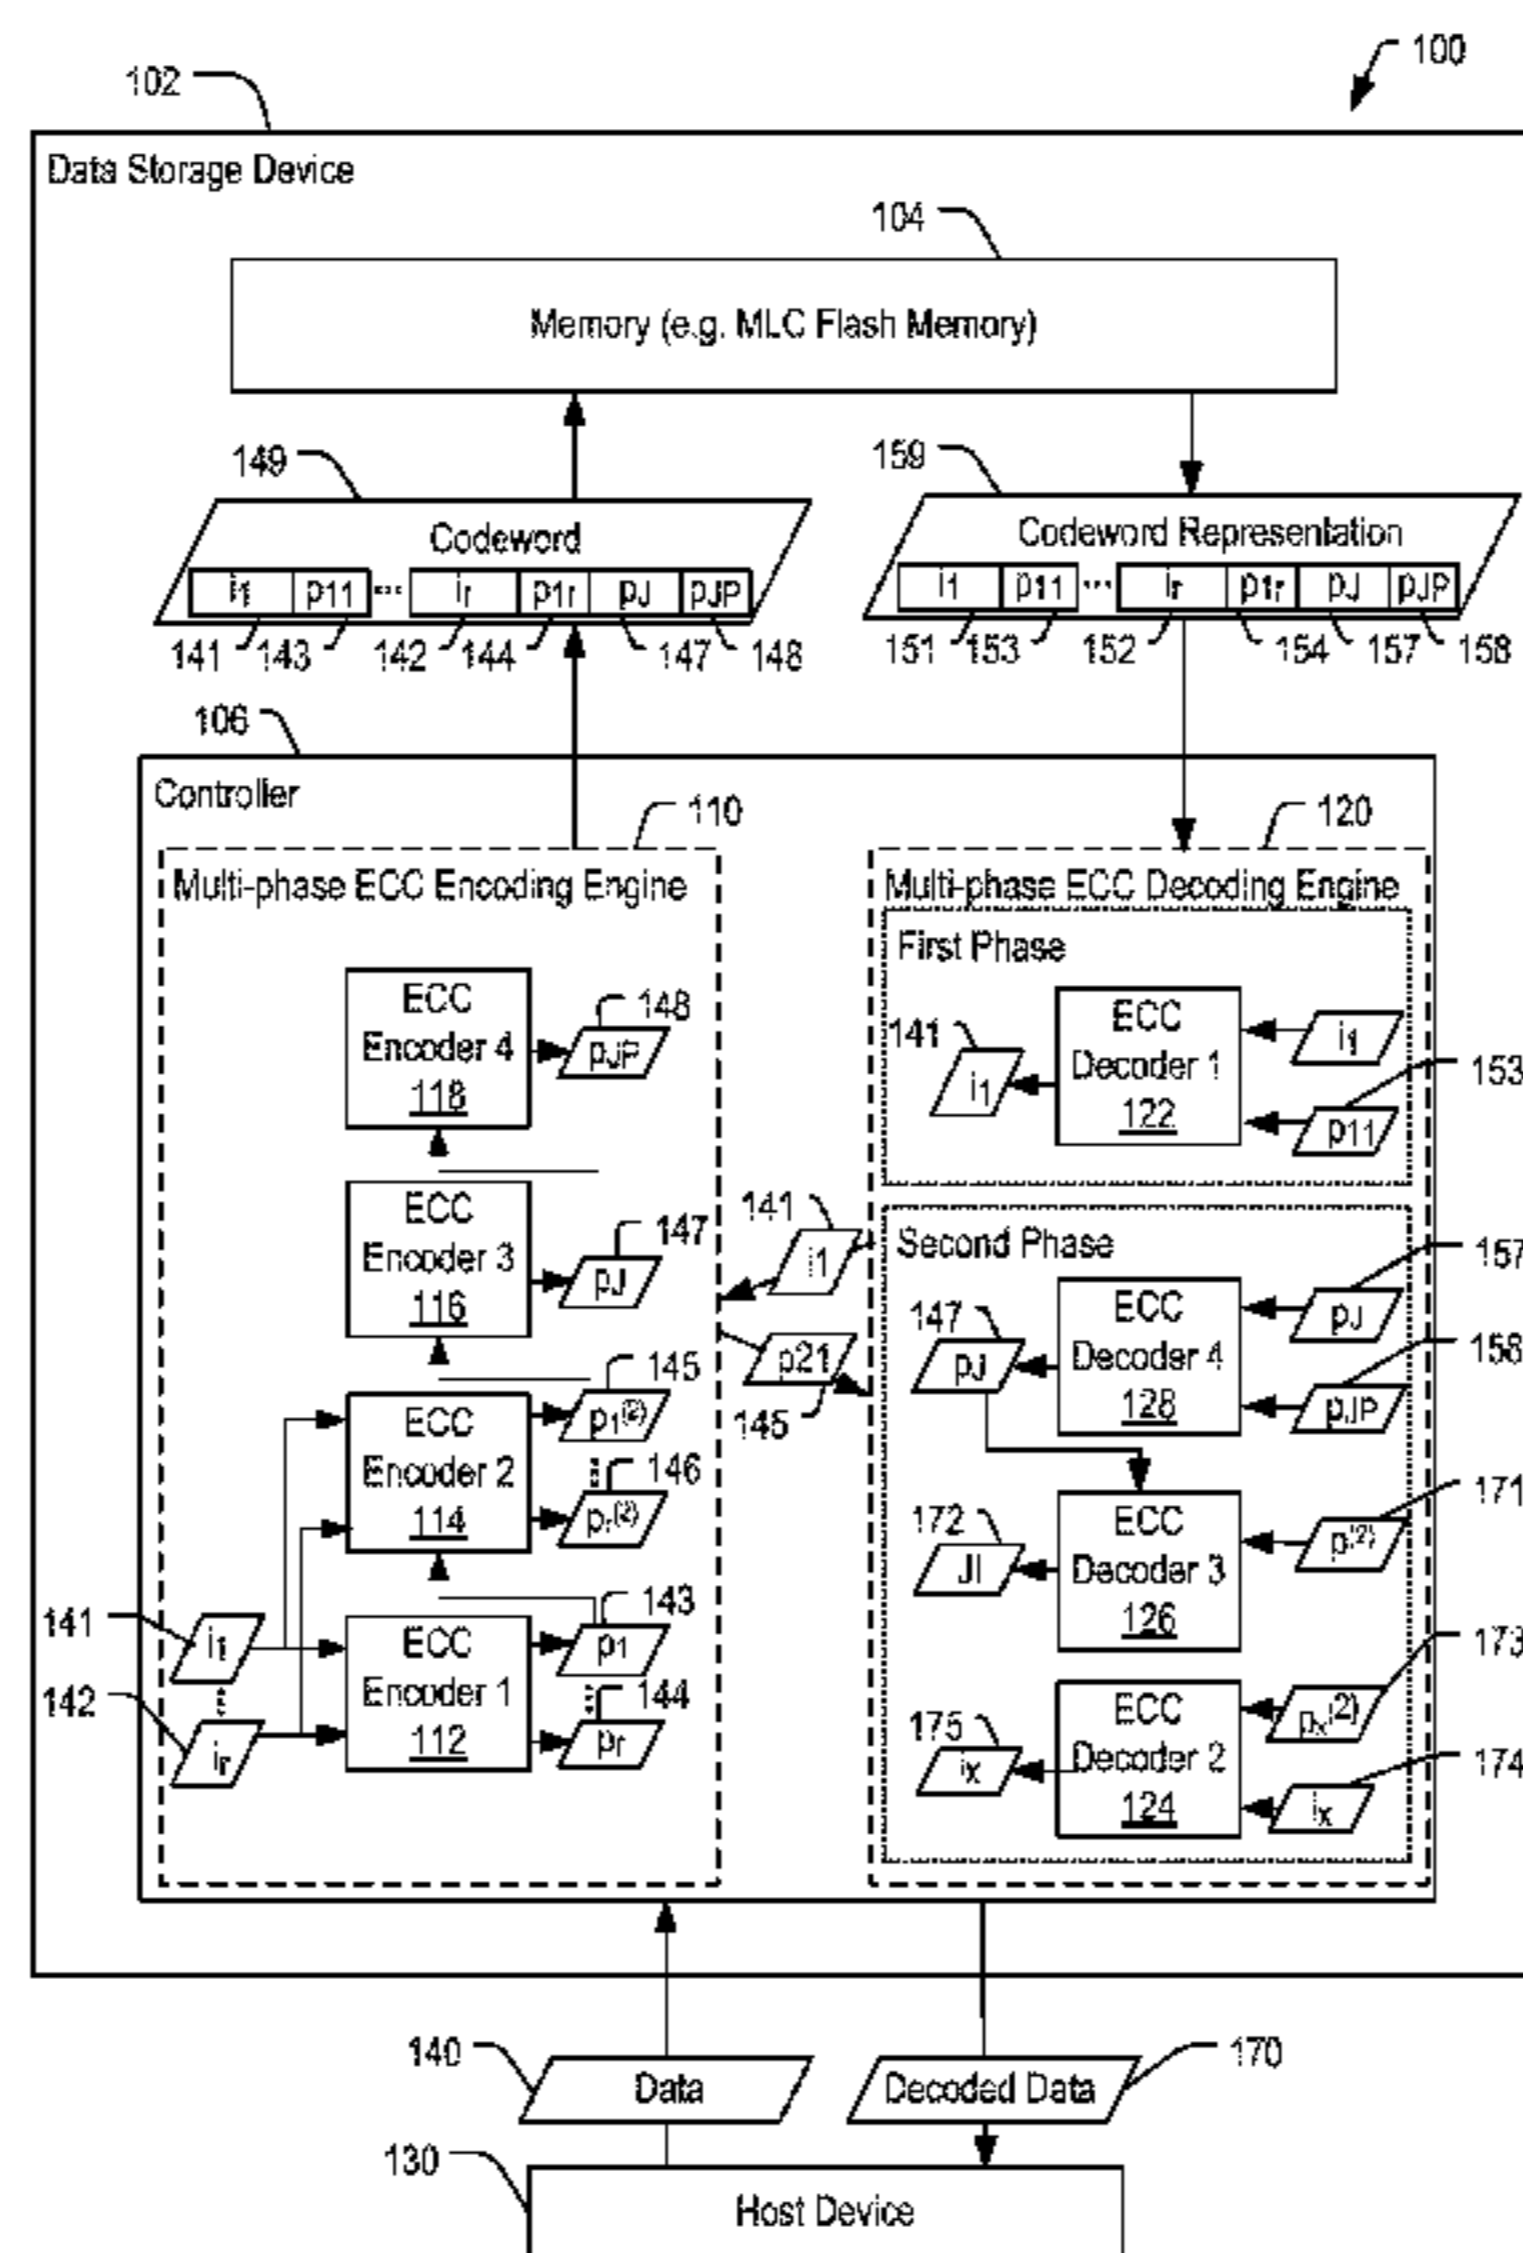 100
102
Data Storage Device
104
Memory (e.g. MLC Flash Memory)
149
159
Codeword
Codeword Representation
i1 p11 ... ir p1r pJ pJP
i1 p11 ... ir p1r pJ pJP
141 143 142 144 147 148
151 153 152 154 157 158
106
Controller
110
120
Multi-phase ECC Encoding Engine
Multi-phase ECC Decoding Engine
First Phase
ECC
Encoder 4
118
148
pJP
141
i1
ECC
Decoder 1
122
i1
153
p11
ECC
Encoder 3
116
147
pJ
141
i1
p21
145
Second Phase
147
pJ
ECC
Decoder 4
128
157
pJ
158
pJP
ECC
Encoder 2
114
145
p1(2)
146
pr(2)
172
JI
ECC
Decoder 3
126
171
p(2)
141
i1
142
ir
ECC
Encoder 1
112
143
p1
144
pr
175
ix
ECC
Decoder 2
124
173
px(2)
174
ix
140
Data
Decoded Data
170
130
Host Device